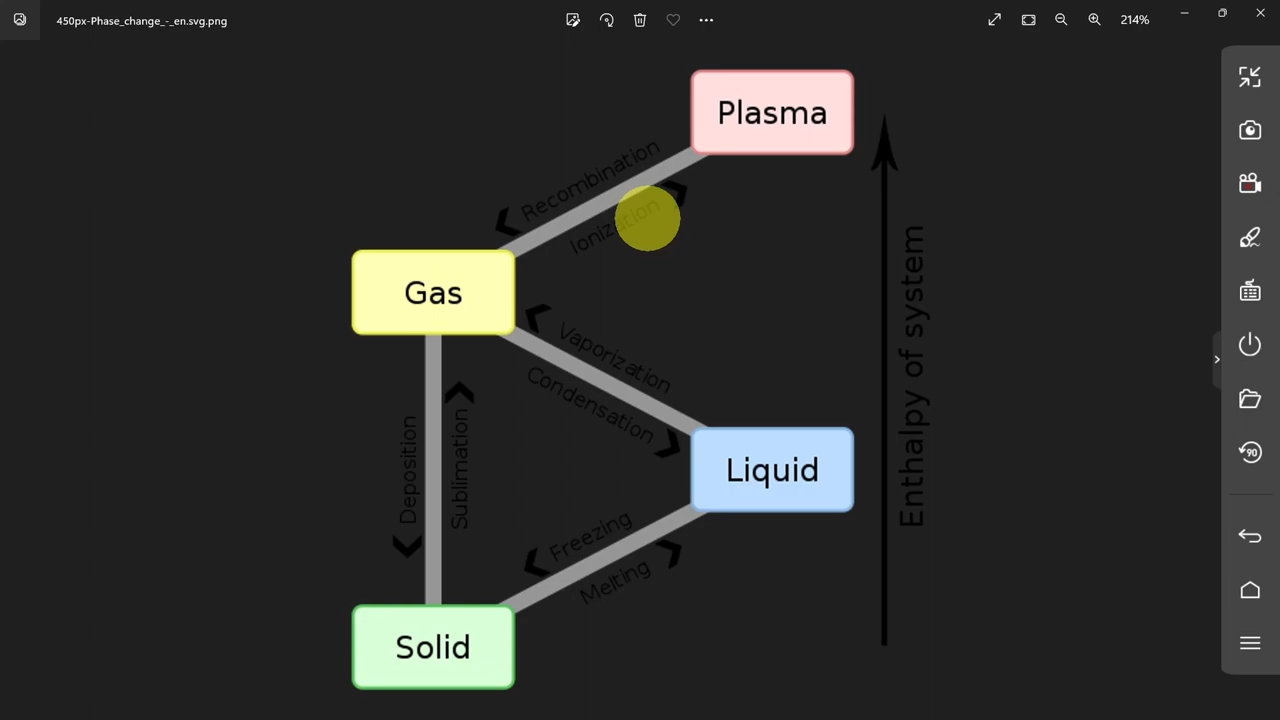 450px-Phase_change_-_en.svg.png
214%
Plasma
Recombination
Ionization
Gas
Vaporization
Condensation
Enthalpy of system
Deposition
Sublimation
Liquid
Freezing
Melting
Solid
90